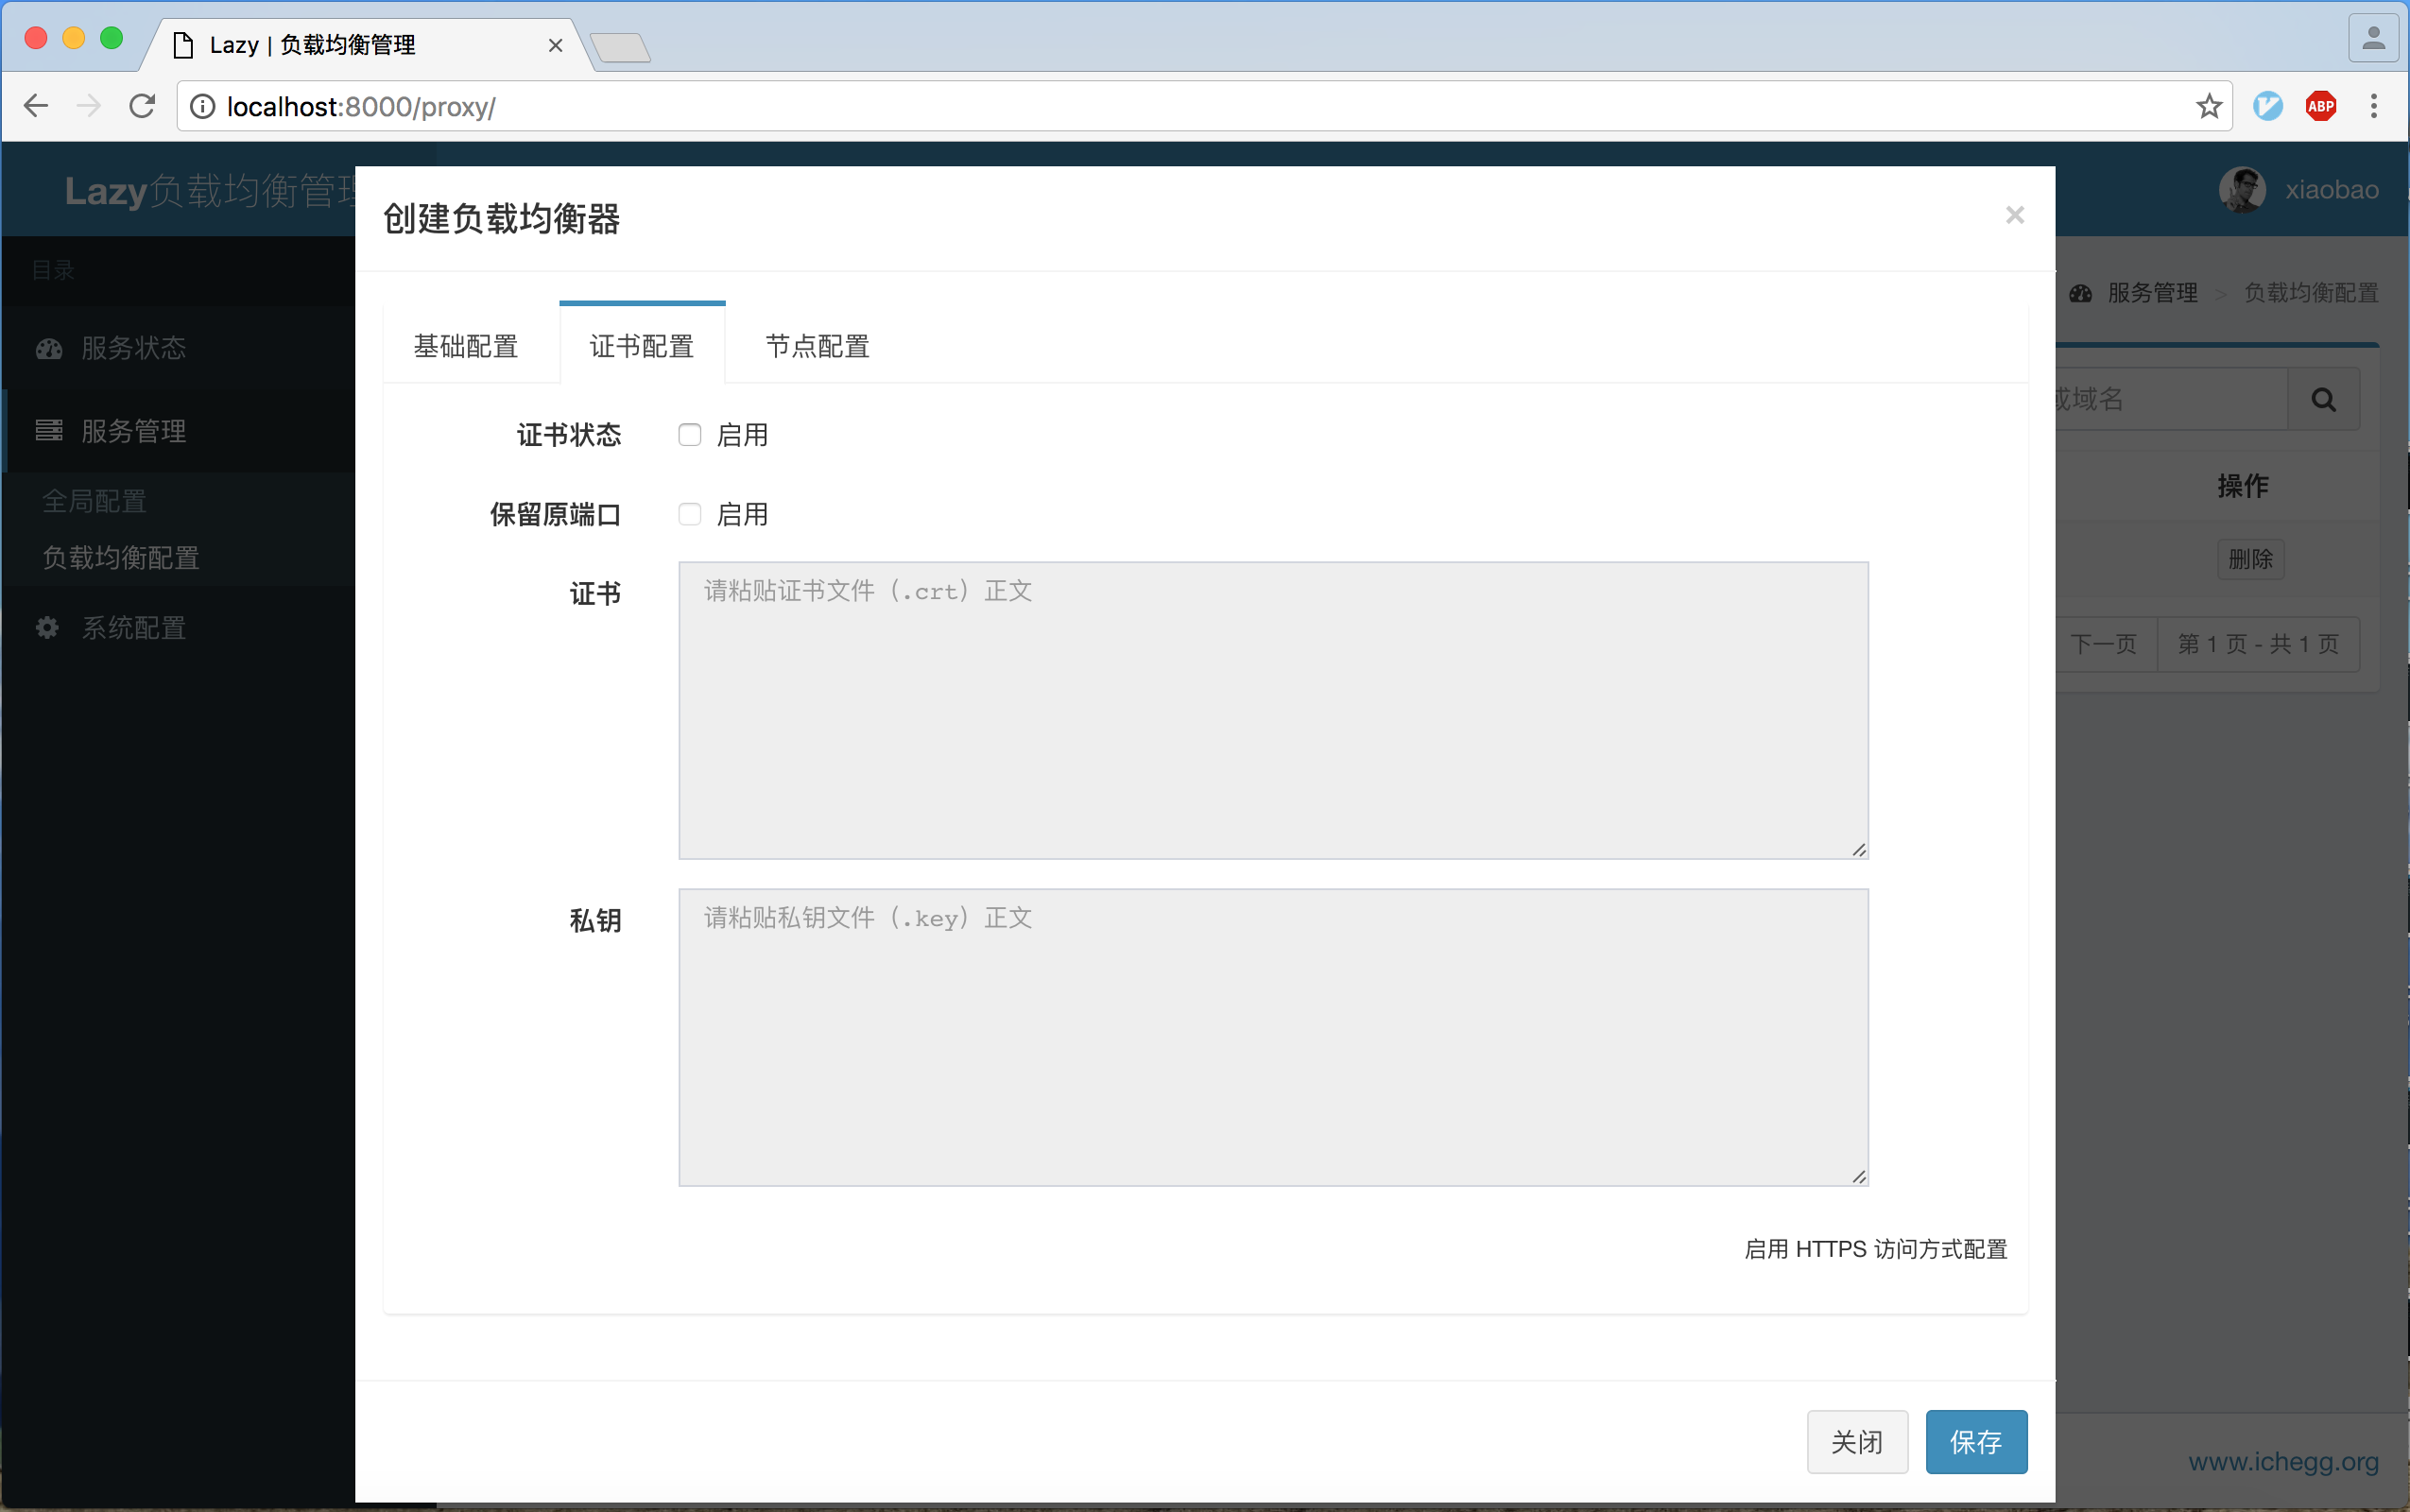 Lazy | 负载均衡管理
localhost:8000/proxy/
ABP
Lazy负载均衡管理
xiaobao
目录
服务状态
服务管理
全局配置
负载均衡配置
系统配置
创建负载均衡器
×
基础配置
证书配置
节点配置
证书状态
启用
保留原端口
启用
证书
请粘贴证书文件（.crt）正文
私钥
请粘贴私钥文件（.key）正文
启用 HTTPS 访问方式配置
关闭
保存
服务管理 > 负载均衡配置
或域名
操作
删除
下一页
第 1 页 - 共 1 页
www.ichegg.org